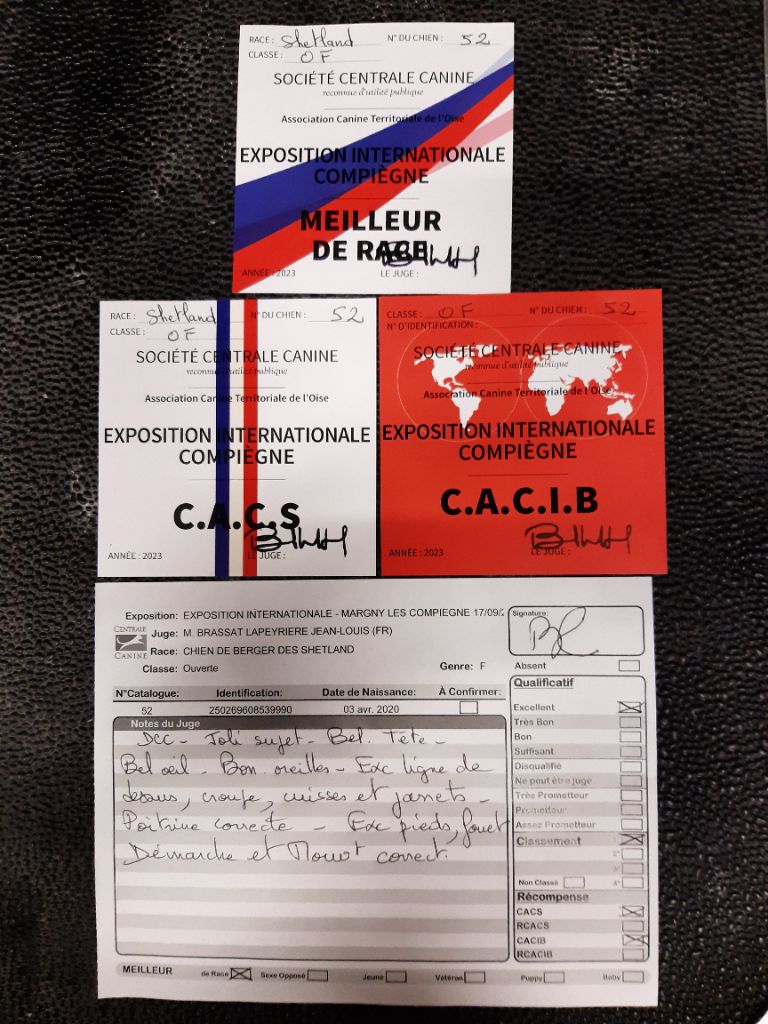 RACE : Shetland N° DU CHIEN : 52
CLASSE : OF
SOCIÉTÉ CENTRALE CANINE
reconnue d'utilité publique
Association Canine Territoriale de l'Oise
EXPOSITION INTERNATIONALE
COMPIÈGNE
MEILLEUR
DE RACE
ANNÉE : 2023 LE JUGE :
RACE : Shetland N° DU CHIEN : 52
CLASSE : OF
SOCIÉTÉ CENTRALE CANINE
reconnue d'utilité publique
Association Canine Territoriale de l'Oise
EXPOSITION INTERNATIONALE
COMPIÈGNE
C.A.C.S
ANNÉE : 2023 LE JUGE :
CLASSE : OF N° DU CHIEN : 52
N° D'IDENTIFICATION :
SOCIÉTÉ CENTRALE CANINE
reconnue d'utilité publique
Association Canine Territoriale de l'Oise
EXPOSITION INTERNATIONALE
COMPIÈGNE
C.A.C.I.B
ANNÉE : 2023 LE JUGE :
Exposition: EXPOSITION INTERNATIONALE - MARGNY LES COMPIEGNE 17/09/2
CENTRALE
CANINE
Juge: M. BRASSAT LAPEYRIERE JEAN-LOUIS (FR)
Race: CHIEN DE BERGER DES SHETLAND
Classe: Ouverte Genre: F
N°Catalogue: Identification: Date de Naissance: À Confirmer:
52 250269608539990 03 avr. 2020
Notes du Juge
DCC - Joli sujet - Bel. Tête -
Bel oeil - Bon. oreilles - Exc ligne de
dessus, croupe, cuisses et jarrets -
Poitrine correcte - Exc pieds, fouet
Démarche et correct.
Signature:
Absent
Qualificatif
Excellent
Très Bon
Bon
Suffisant
Disqualifié
Ne peut être jugé
Très Prometteur
Prometteur
Assez Prometteur
Classement
2°
3°
Non Classé 4°
Récompense
CACS
RCACS
CACIB
RCACIB
MEILLEUR de Race Sexe Opposé Jeune Vétéran Puppy Baby